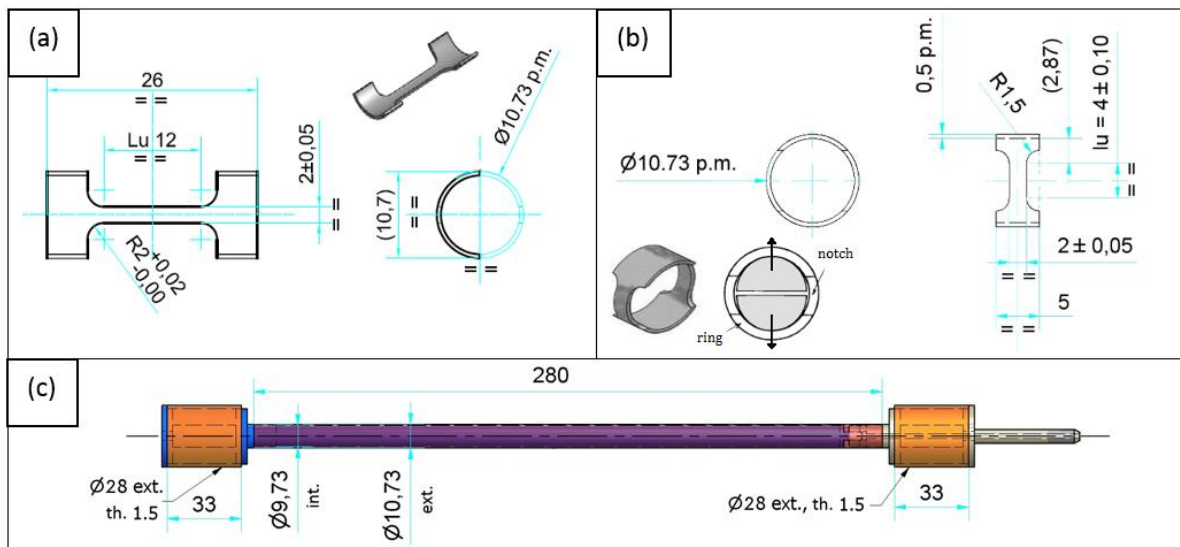 (a)
26
= =
Lu 12
= =
2±0,05
= =
R2 +0,02
-0,00
Ø10.73 p.m.
(10,7)
= =
= =
(b)
0,5 p.m.
R1,5
(2,87)
lu = 4 ± 0,10
= =
Ø10.73 p.m.
notch
ring
2 ± 0,05
= =
5
= =
(c)
280
Ø28 ext.
th. 1.5
33
Ø9,73
int.
Ø10,73
ext.
Ø28 ext., th. 1.5
33